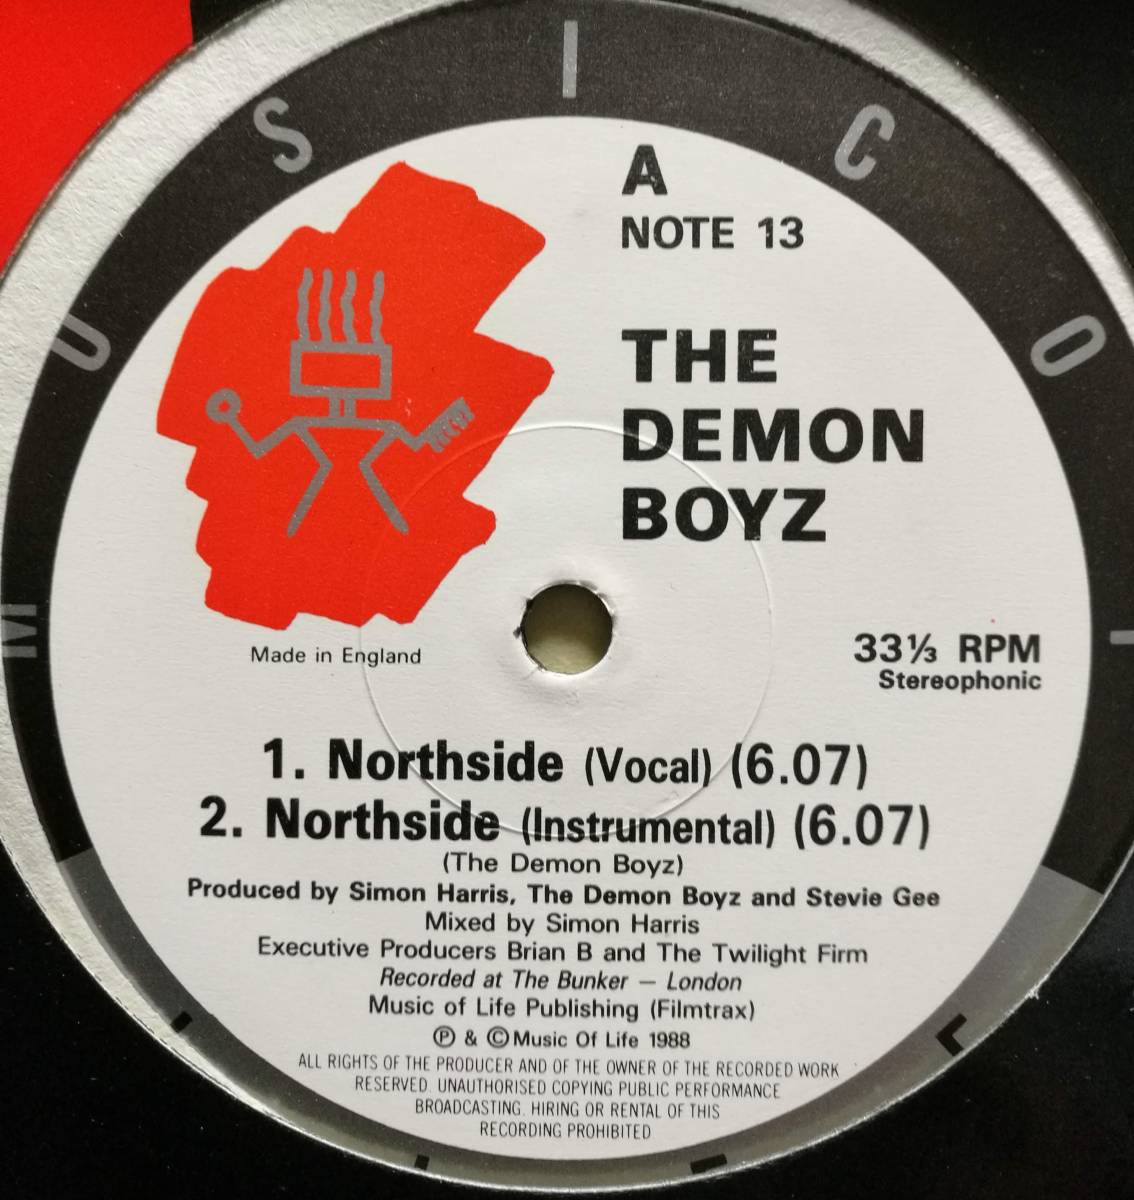 MUSIC OF LIFE
A
NOTE 13
THE
DEMON
BOYZ
Made in England
33⅓ RPM
Stereophonic
1. Northside (Vocal) (6.07)
2. Northside (Instrumental) (6.07)
(The Demon Boyz)
Produced by Simon Harris, The Demon Boyz and Stevie Gee
Mixed by Simon Harris
Executive Producers Brian B and The Twilight Firm
Recorded at The Bunker — London
Music of Life Publishing (Filmtrax)
℗ & ©Music Of Life 1988
ALL RIGHTS OF THE PRODUCER AND OF THE OWNER OF THE RECORDED WORK
RESERVED. UNAUTHORISED COPYING PUBLIC PERFORMANCE
BROADCASTING. HIRING OR RENTAL OF THIS
RECORDING PROHIBITED